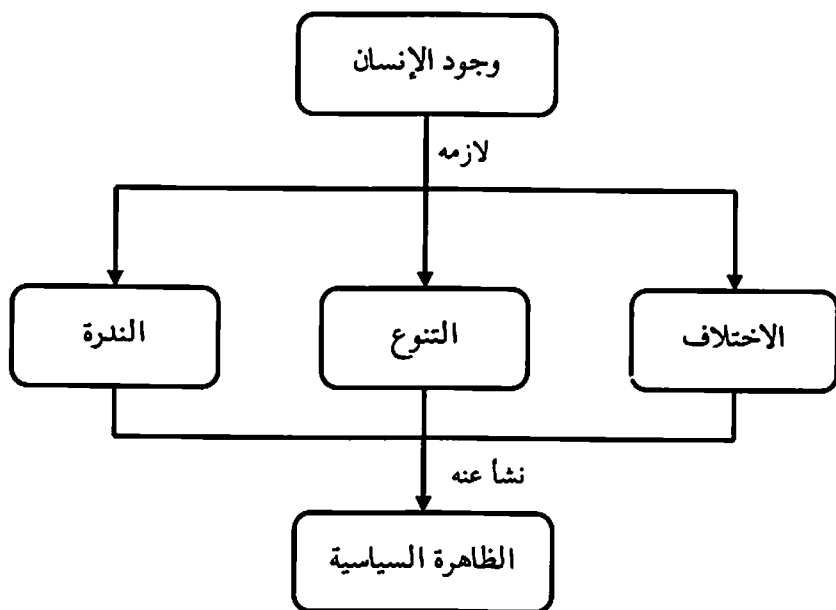 وجود الإنسان
لازمه
الاختلاف
التنوع
الندرة
نشأ عنه
الظاهرة السياسية